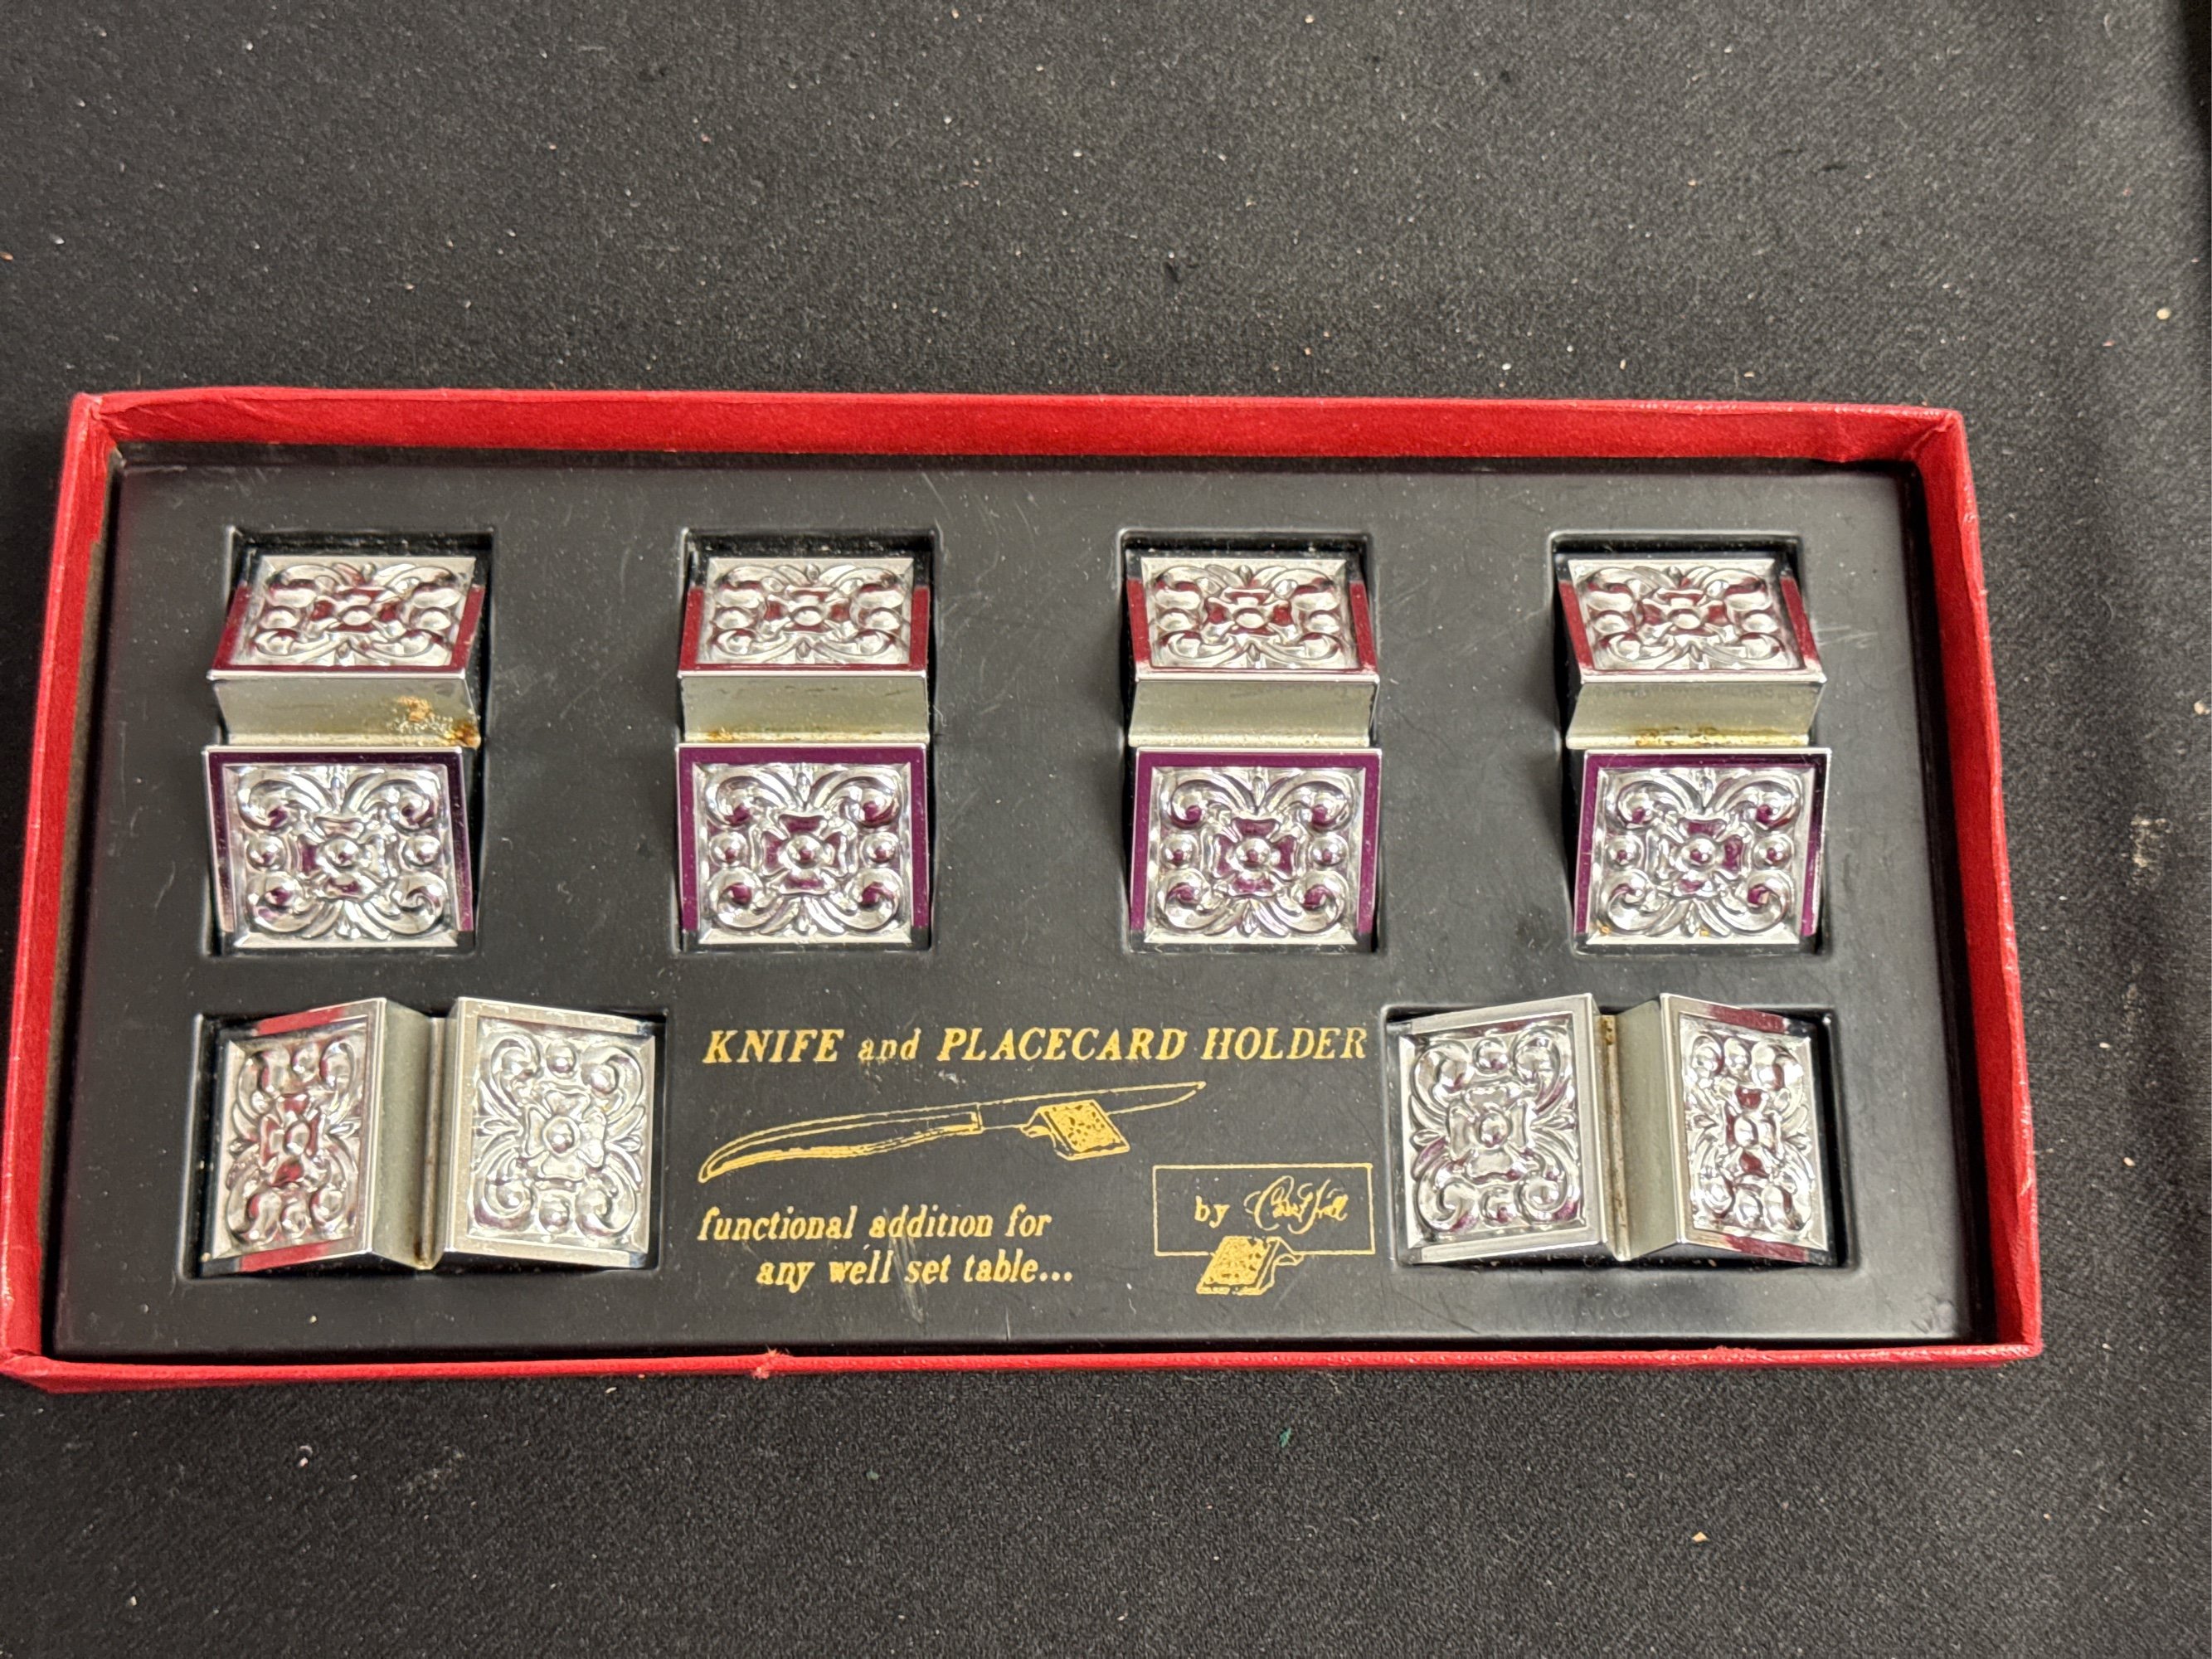 KNIFE and PLACECARD HOLDER
functional addition for
any well set table...
by